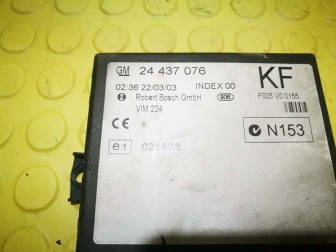 GM 24 437 076 KF
02:36 22/03/03 INDEX 00
Robert Bosch GmbH 906 F005 V0 0155
VIM 224
CE N153
e1 021838